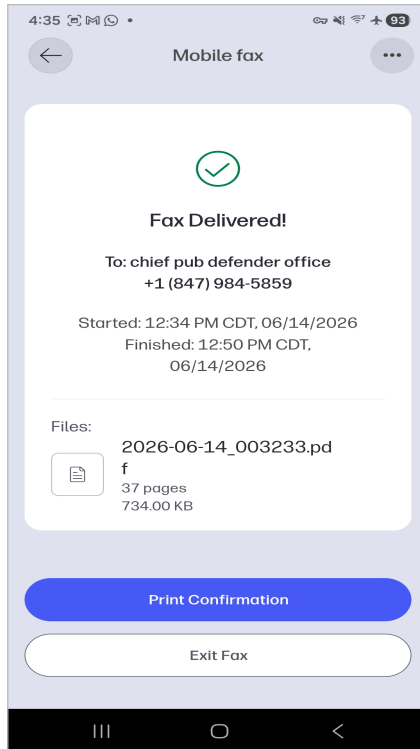 4:35
93
Mobile fax
Fax Delivered!
To: chief pub defender office
+1 (847) 984-5859
Started: 12:34 PM CDT, 06/14/2026
Finished: 12:50 PM CDT,
06/14/2026
Files:
2026-06-14_003233.pd
f
37 pages
734.00 KB
Print Confirmation
Exit Fax